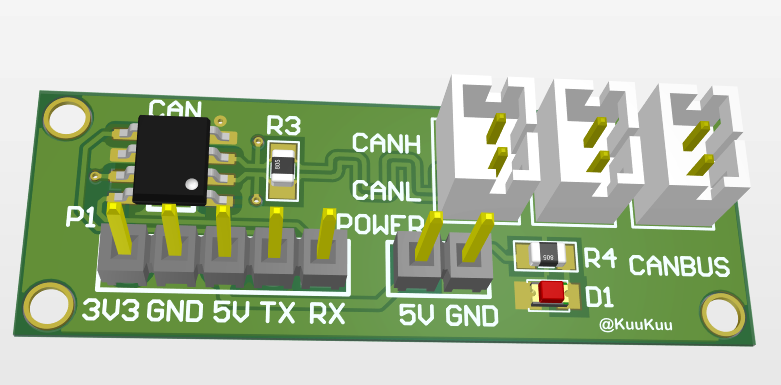 CAN
R3
CANH
CANL
P1
POWER
R4
CANBUS
D1
3V3 GND 5V TX RX
5V GND
@KuuKuu